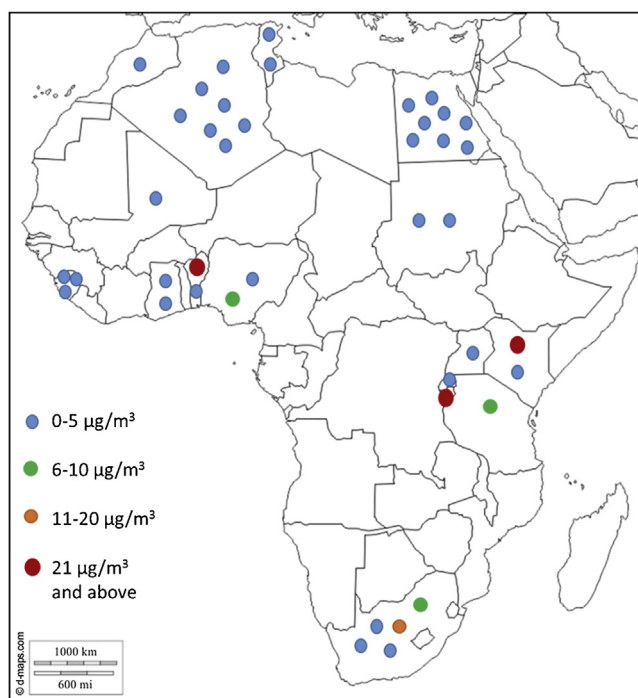 0-5 µg/m³
6-10 µg/m³
11-20 µg/m³
21 µg/m³
and above
1000 km
600 mi
© d-maps.com